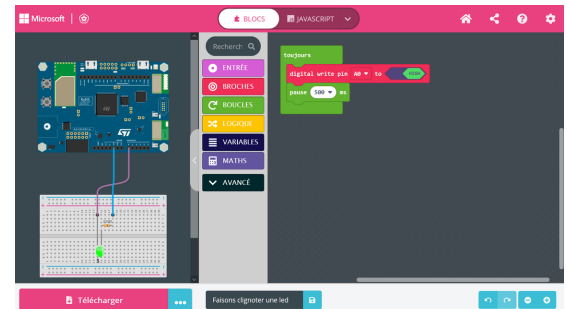 Microsoft
BLOCS
JAVASCRIPT
Recherch
ENTRÉE
BROCHES
BOUCLES
LOGIQUE
VARIABLES
MATHS
AVANCÉ
toujours
digital write pin A0 to
pause 500 ms
Télécharger
...
Faisons clignoter une led